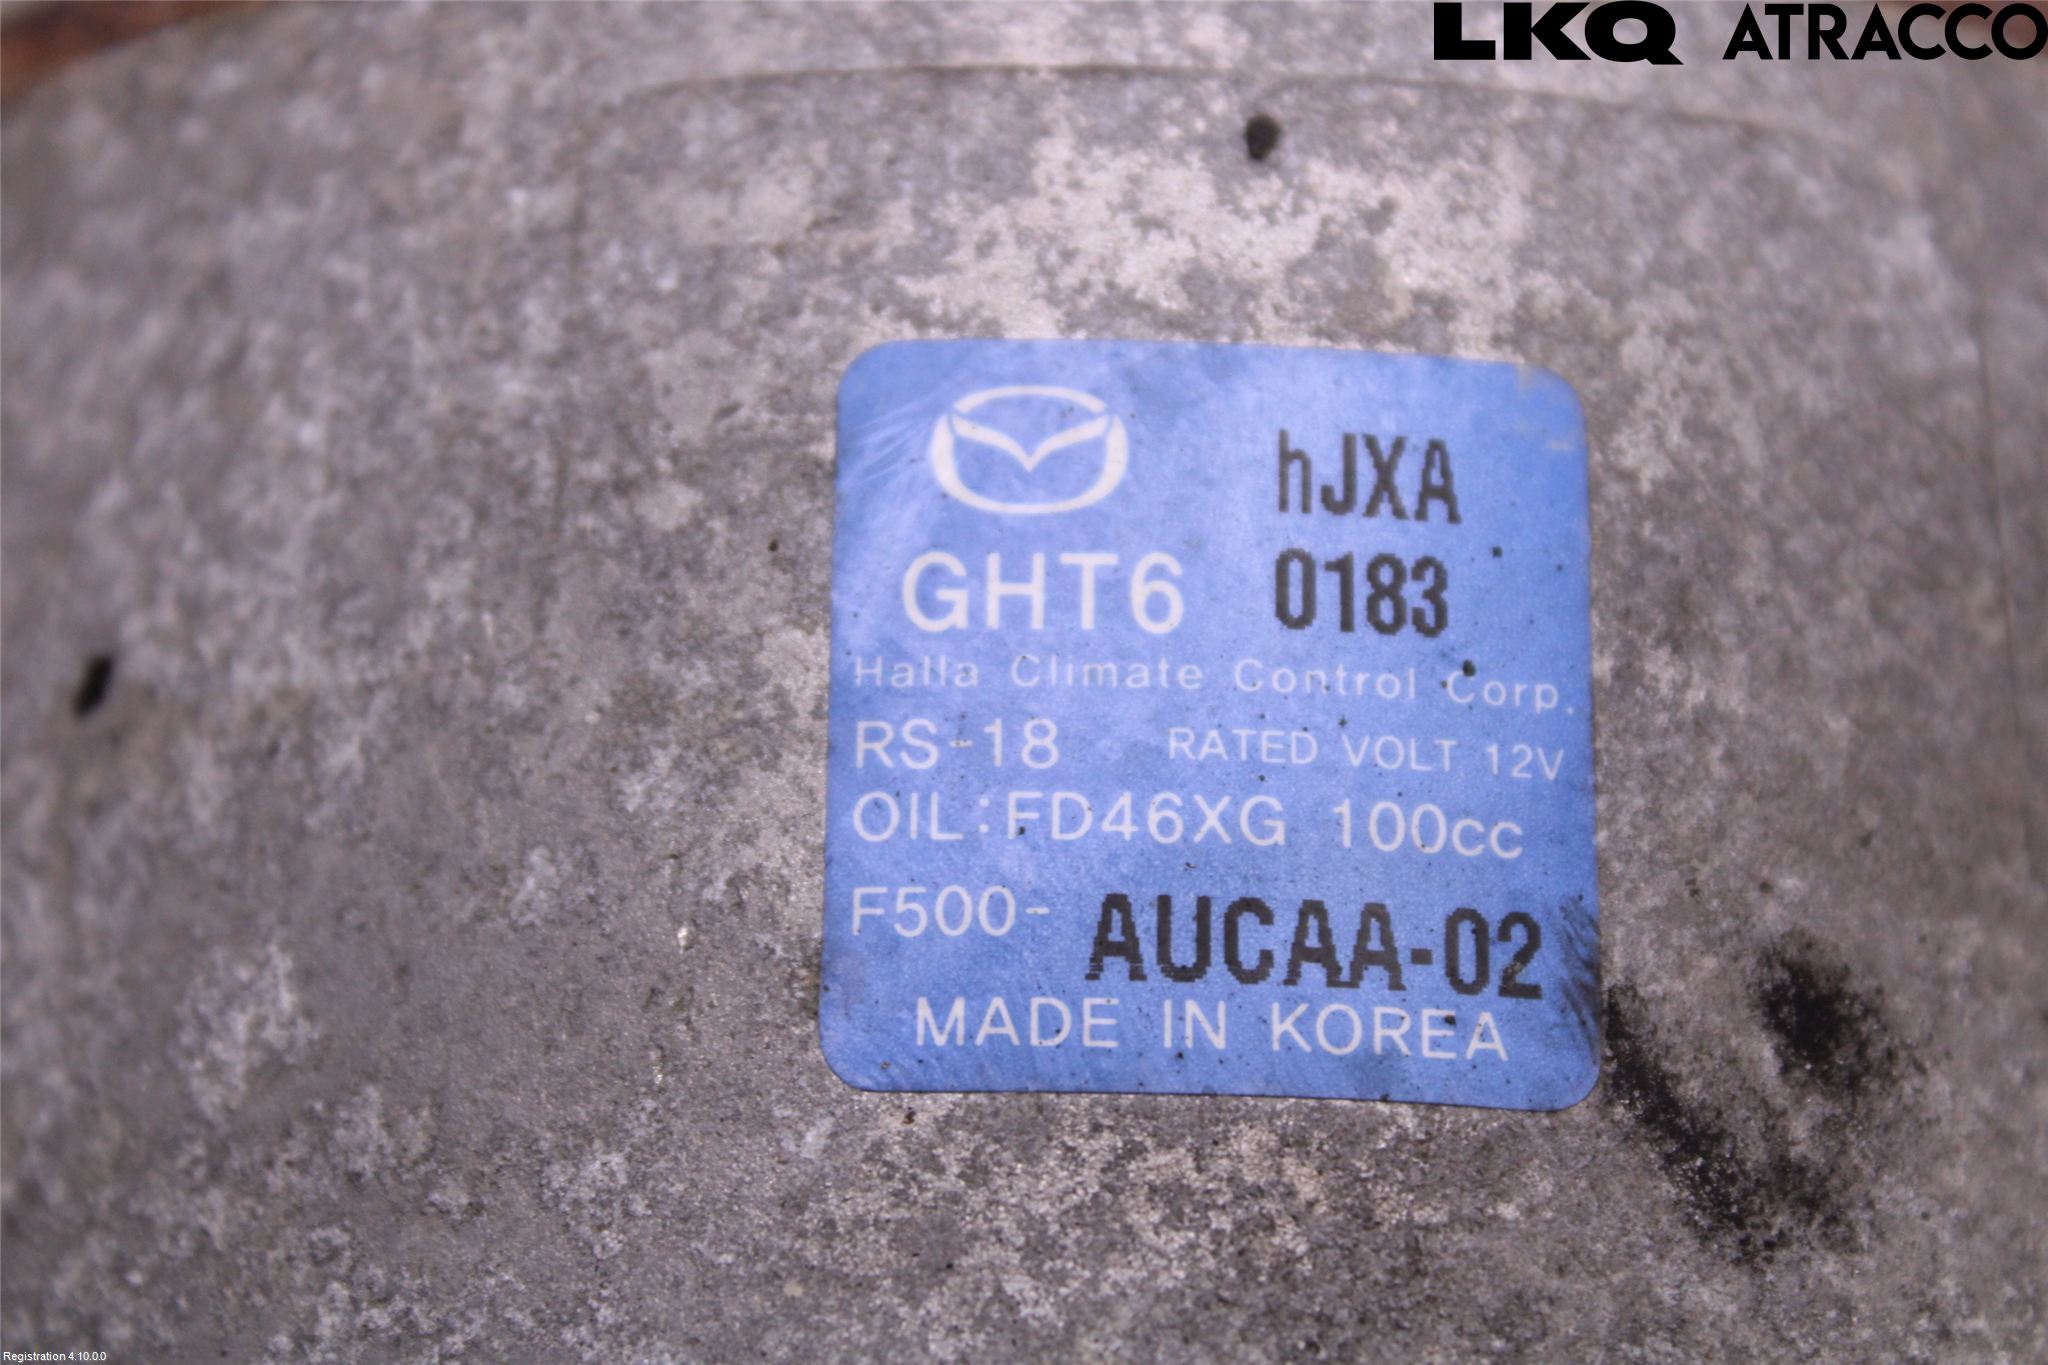 LKQ ATRACCO
hJXA
GHT6 0183
Halla Climate Control Corp.
RS-18 RATED VOLT 12V
OIL:FD46XG 100cc
F500-AUCAA-02
MADE IN KOREA
Registration 4.10.0.0